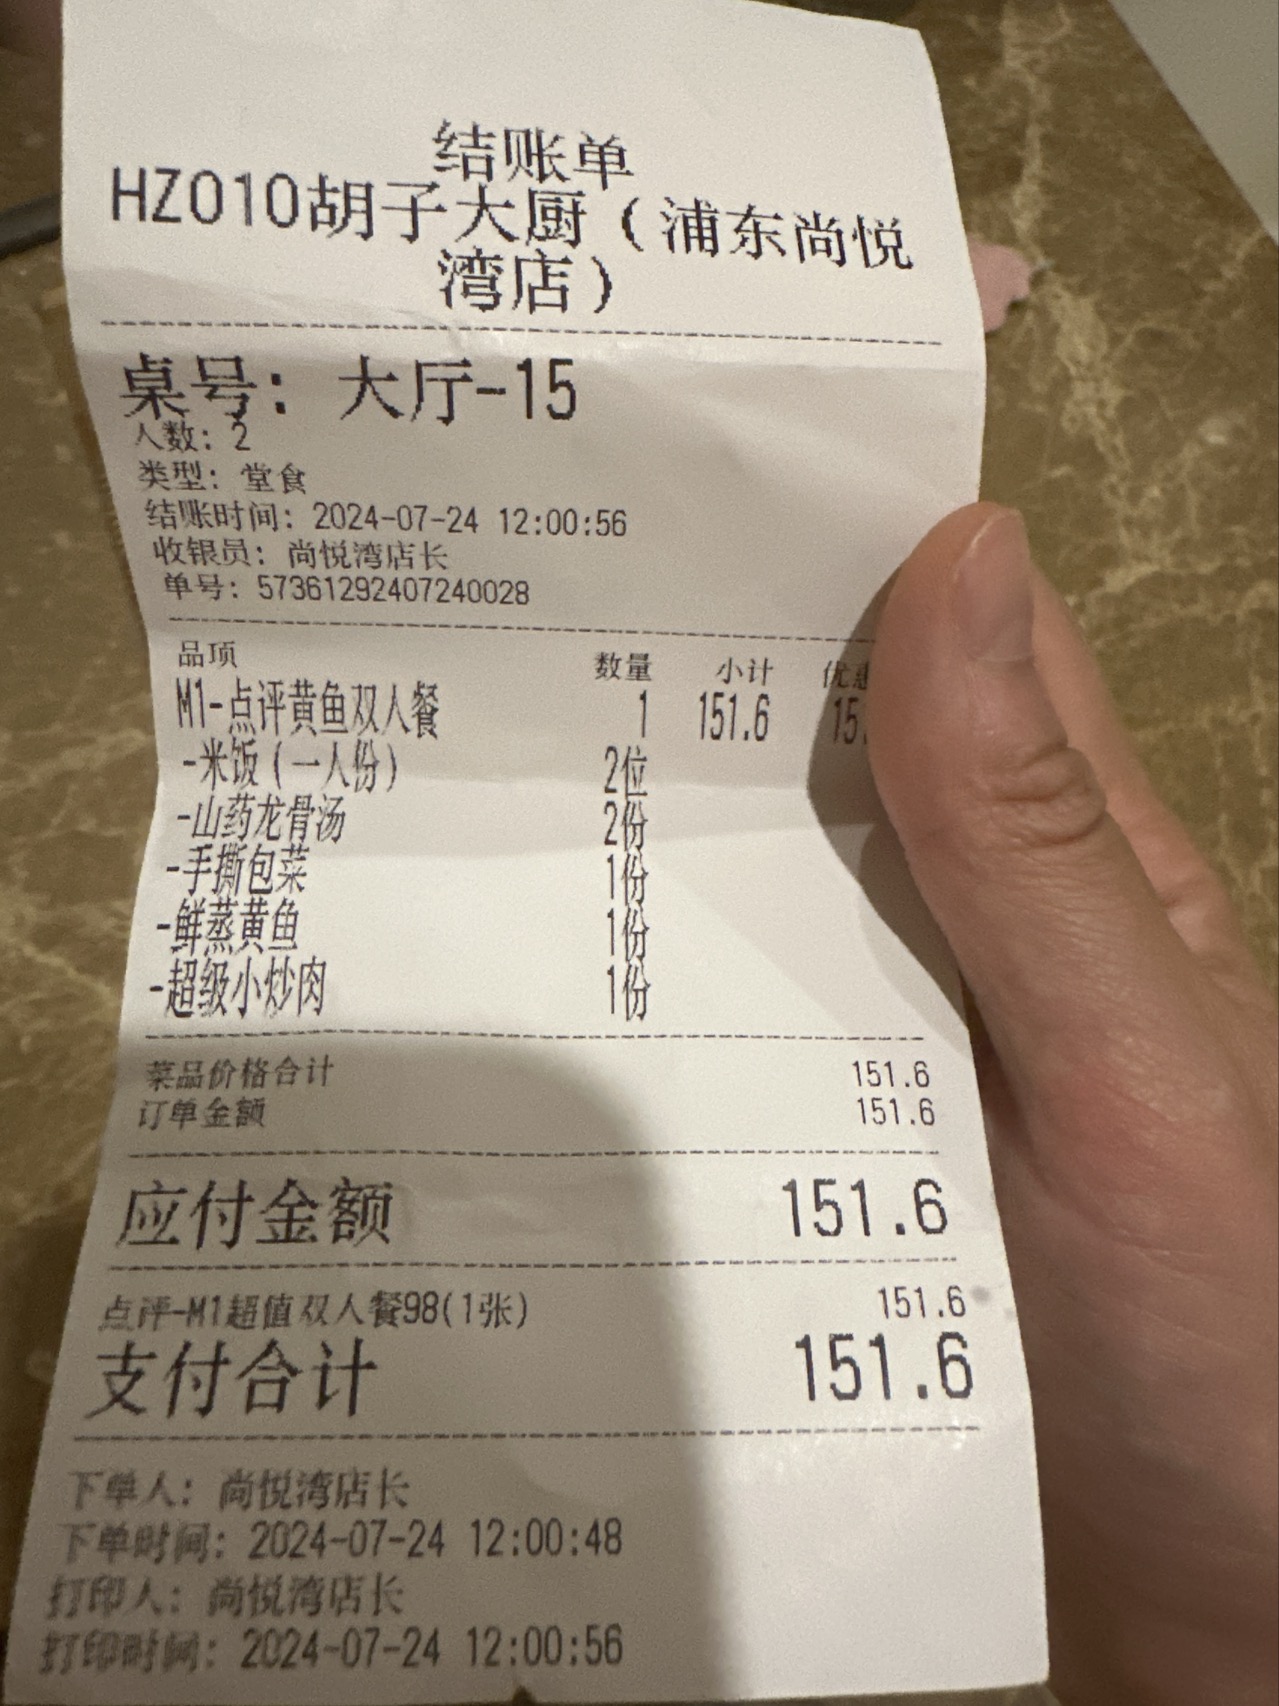 结账单
HZ010胡子大厨（浦东尚悦
湾店）
桌号：大厅-15
人数：2
类型：堂食
结账时间：2024-07-24 12:00:56
收银员：尚悦湾店长
单号：57361292407240028
品项 数量 小计 优惠
M1-点评黄鱼双人餐 1 151.6 15
-米饭（一人份） 2位
-山药龙骨汤 2份
-手撕包菜 1份
-鲜蒸黄鱼 1份
-超级小炒肉 1份
菜品价格合计 151.6
订单金额 151.6
应付金额 151.6
点评-M1超值双人餐98(1张) 151.6
支付合计 151.6
下单人：尚悦湾店长
下单时间：2024-07-24 12:00:48
打印人：尚悦湾店长
打印时间：2024-07-24 12:00:56